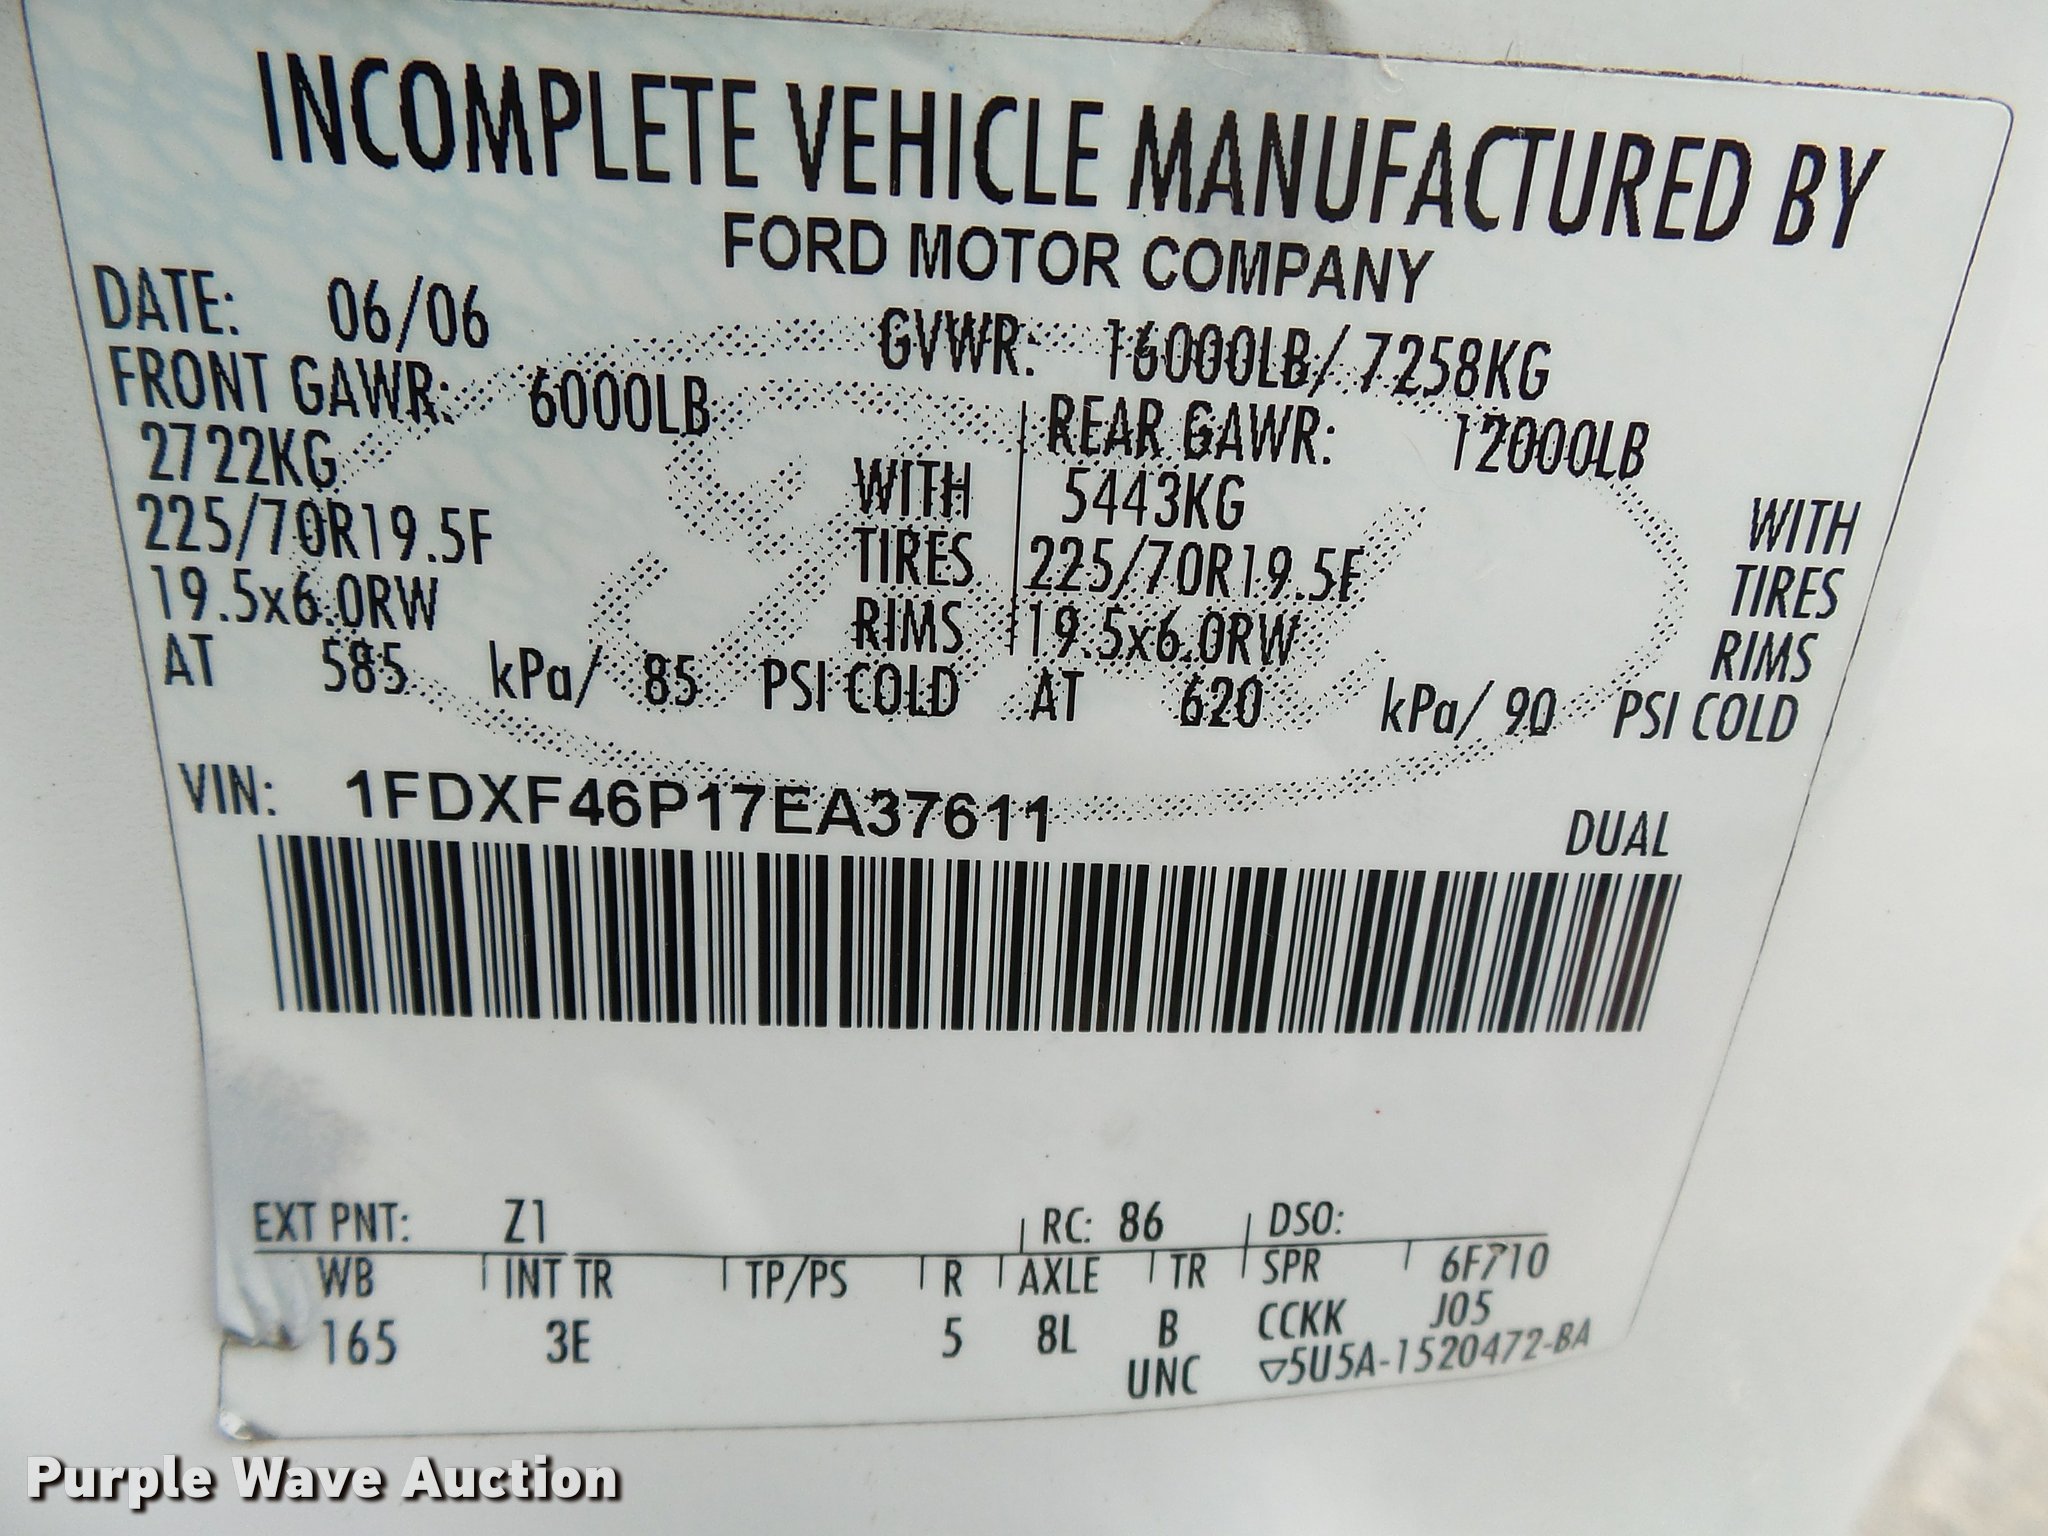 INCOMPLETE VEHICLE MANUFACTURED BY
FORD MOTOR COMPANY
DATE: 06/06 GVWR: 16000LB/ 7258KG
FRONT GAWR: 6000LB REAR GAWR: 12000LB
2722KG WITH 5443KG WITH
225/70R19.5F TIRES 225/70R19.5F TIRES
19.5x6.0RW RIMS 19.5x6.0RW RIMS
AT 585 kPa/ 85 PSI COLD AT 620 kPa/ 90 PSI COLD
VIN: 1FDXF46P17EA37611
DUAL
EXT PNT: Z1 RC: 86 DSO:
WB INT TR TP/PS R AXLE TR SPR 6F710
165 3E 5 8L B CCKK J05
UNC ▽5U5A-1520472-BA
Purple Wave Auction